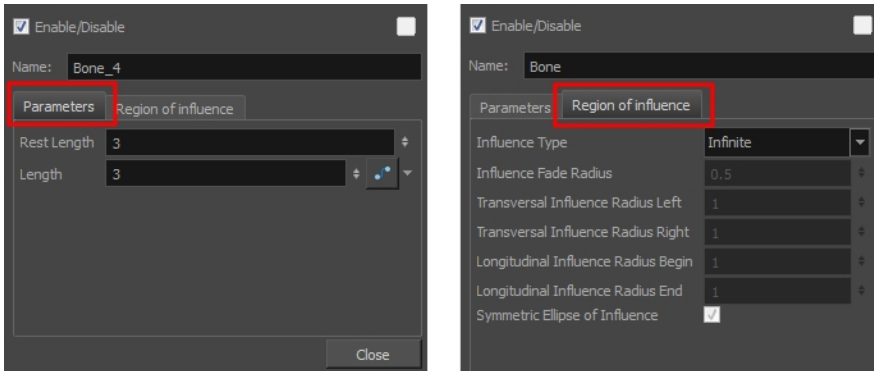 Enable/Disable
Name: Bone_4
Parameters Region of influence
Rest Length 3
Length 3
Close
Enable/Disable
Name: Bone
Parameters Region of influence
Influence Type Infinite
Influence Fade Radius 0.5
Transversal Influence Radius Left 1
Transversal Influence Radius Right 1
Longitudinal Influence Radius Begin 1
Longitudinal Influence Radius End 1
Symmetric Ellipse of Influence